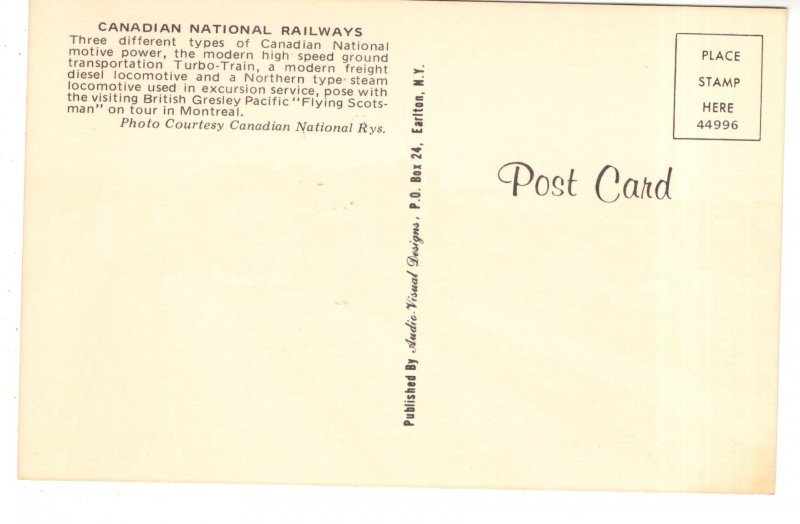 CANADIAN NATIONAL RAILWAYS
Three different types of Canadian National
motive power, the modern high speed ground
transportation Turbo-Train, a modern freight
diesel locomotive and a Northern type steam
locomotive used in excursion service, pose with
the visiting British Gresley Pacific "Flying Scots-
man" on tour in Montreal.
Photo Courtesy Canadian National Rys.
Published By Audio-Visual Designs, P.O. Box 24, Earlton, N.Y.
PLACE
STAMP
HERE
44996
Post Card